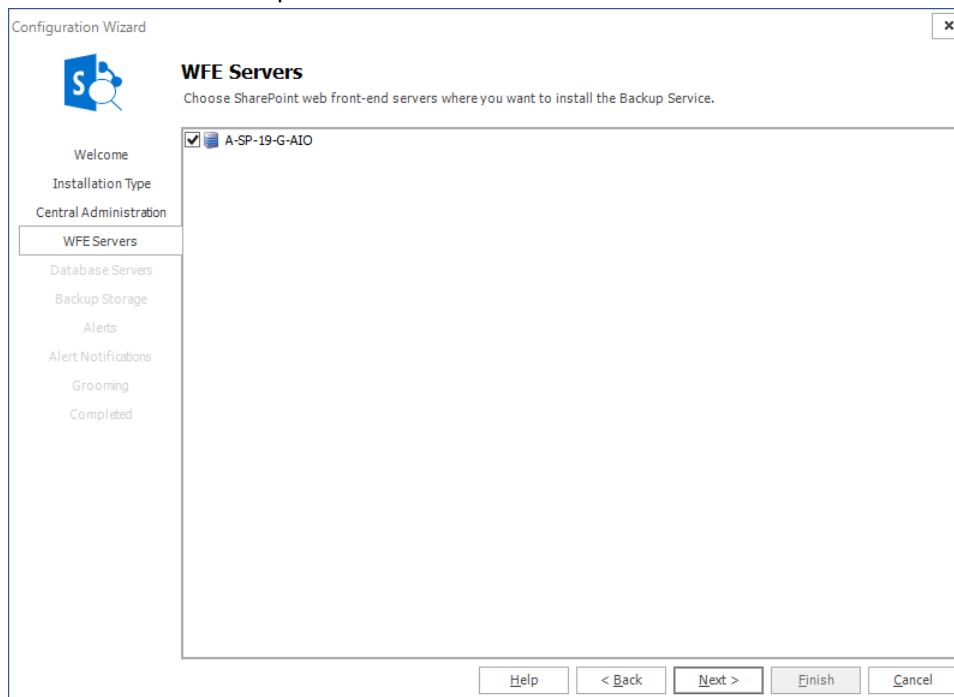 Configuration Wizard
WFE Servers
Choose SharePoint web front-end servers where you want to install the Backup Service.
A-SP-19-G-AIO
Welcome
Installation Type
Central Administration
WFE Servers
Database Servers
Backup Storage
Alerts
Alert Notifications
Grooming
Completed
Help
< Back
Next >
Finish
Cancel